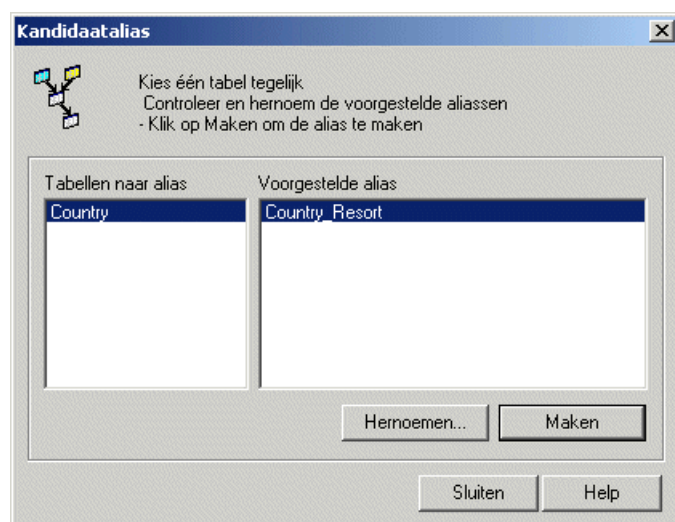 Kandidaatalias
Kies één tabel tegelijk
Controleer en hernoem de voorgestelde aliassen
- Klik op Maken om de alias te maken
Tabellen naar alias
Voorgestelde alias
Country
Country_Resort
Hernoemen...
Maken
Sluiten
Help